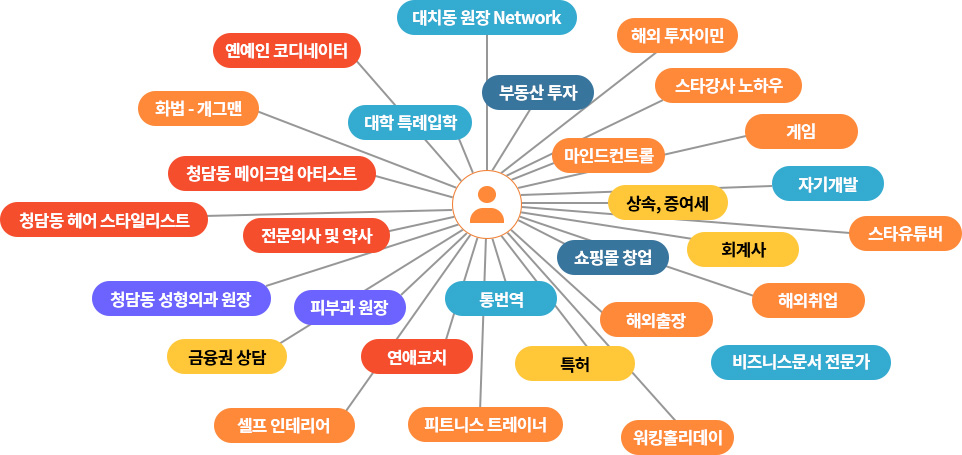 대치동 원장 Network
해외 투자이민
옌예인 코디네이터
스타강사 노하우
부동산 투자
화법 - 개그맨
대학 특례입학
게임
마인드컨트롤
청담동 메이크업 아티스트
자기개발
상속, 증여세
청담동 헤어 스타일리스트
전문의사 및 약사
스타유튜버
회계사
쇼핑몰 창업
청담동 성형외과 원장
피부과 원장
통번역
해외취업
해외출장
금융권 상담
연애코치
특허
비즈니스문서 전문가
셀프 인테리어
피트니스 트레이너
워킹홀리데이